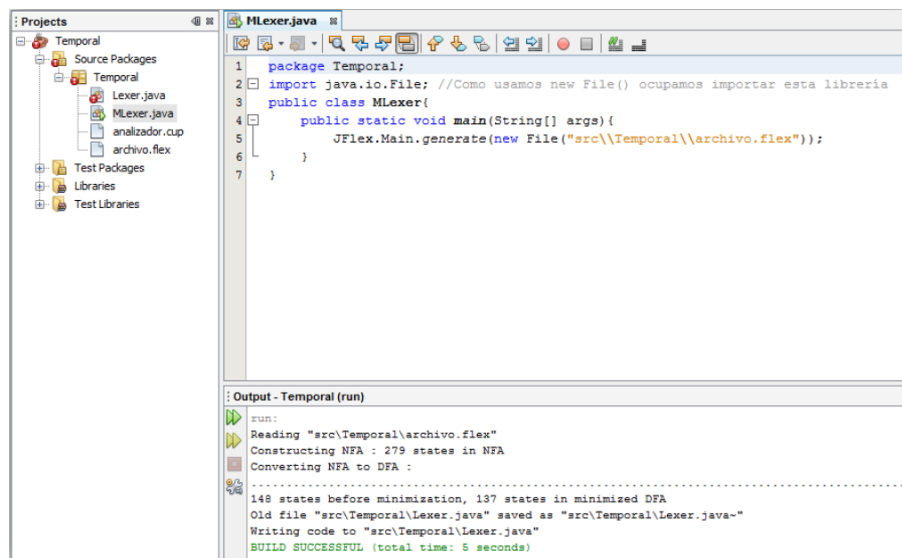 Projects
Temporal
Source Packages
Temporal
Lexer.java
MLexer.java
analizador.cup
archivo.flex
Test Packages
Libraries
Test Libraries
MLexer.java
1 package Temporal;
2 import java.io.File; //Como usamos new File() ocupamos importar esta librería
3 public class MLexer{
4 public static void main(String[] args){
5 JFlex.Main.generate(new File("src\\Temporal\\archivo.flex"));
6 }
7 }
Output - Temporal (run)
run:
Reading "src\Temporal\archivo.flex"
Constructing NFA : 279 states in NFA
Converting NFA to DFA :
................................................................................................
148 states before minimization, 137 states in minimized DFA
Old file "src\Temporal\Lexer.java" saved as "src\Temporal\Lexer.java~"
Writing code to "src\Temporal\Lexer.java"
BUILD SUCCESSFUL (total time: 5 seconds)